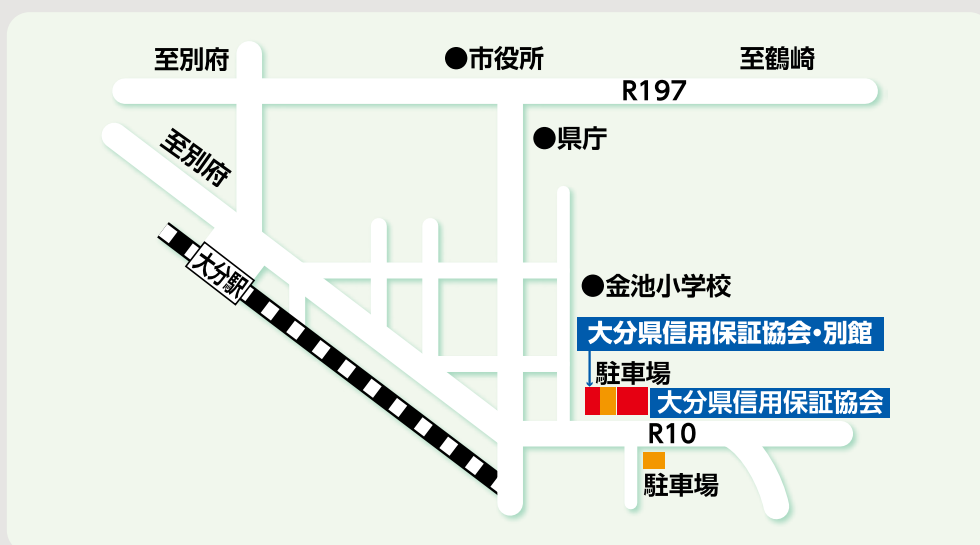 至別府
●市役所
至鶴崎
R197
●県庁
至別府
大分駅
●金池小学校
大分県信用保証協会・別館
駐車場
大分県信用保証協会
R10
駐車場